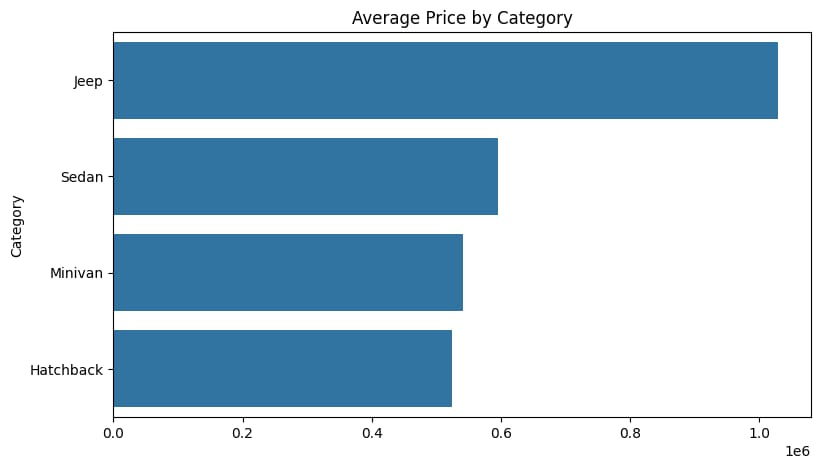 Average Price by Category
Category
Jeep
Sedan
Minivan
Hatchback
0.0 0.2 0.4 0.6 0.8 1.0
1e6